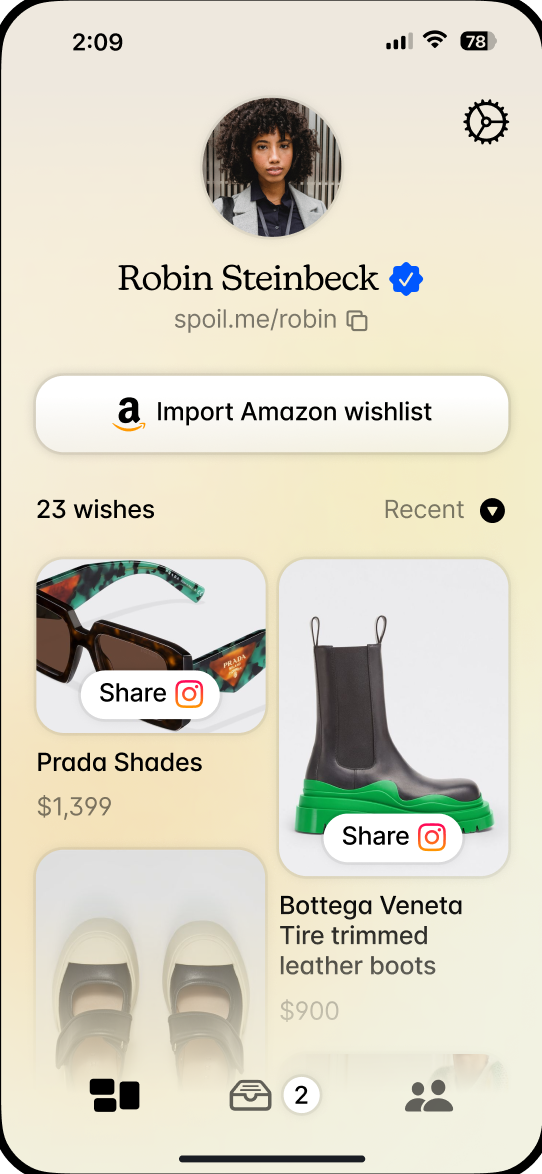 2:09
78
Robin Steinbeck
spoil.me/robin
a Import Amazon wishlist
23 wishes
Recent
PRADA
Share
Prada Shades
$1,399
Share
Bottega Veneta
Tire trimmed
leather boots
$900
2